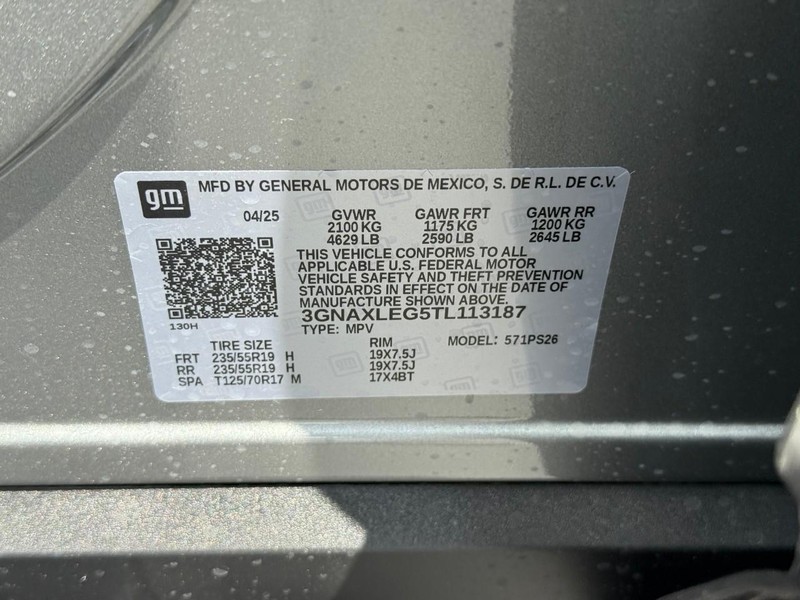 gm MFD BY GENERAL MOTORS DE MEXICO, S. DE R.L. DE C.V.
04/25 GVWR GAWR FRT GAWR RR
2100 KG 1175 KG 1200 KG
4629 LB 2590 LB 2645 LB
THIS VEHICLE CONFORMS TO ALL
APPLICABLE U.S. FEDERAL MOTOR
VEHICLE SAFETY AND THEFT PREVENTION
STANDARDS IN EFFECT ON THE DATE OF
MANUFACTURE SHOWN ABOVE.
3GNAXLEG5TL113187
130H TYPE: MPV
TIRE SIZE RIM MODEL: 571PS26
FRT 235/55R19 H 19X7.5J
RR 235/55R19 H 19X7.5J
SPA T125/70R17 M 17X4BT